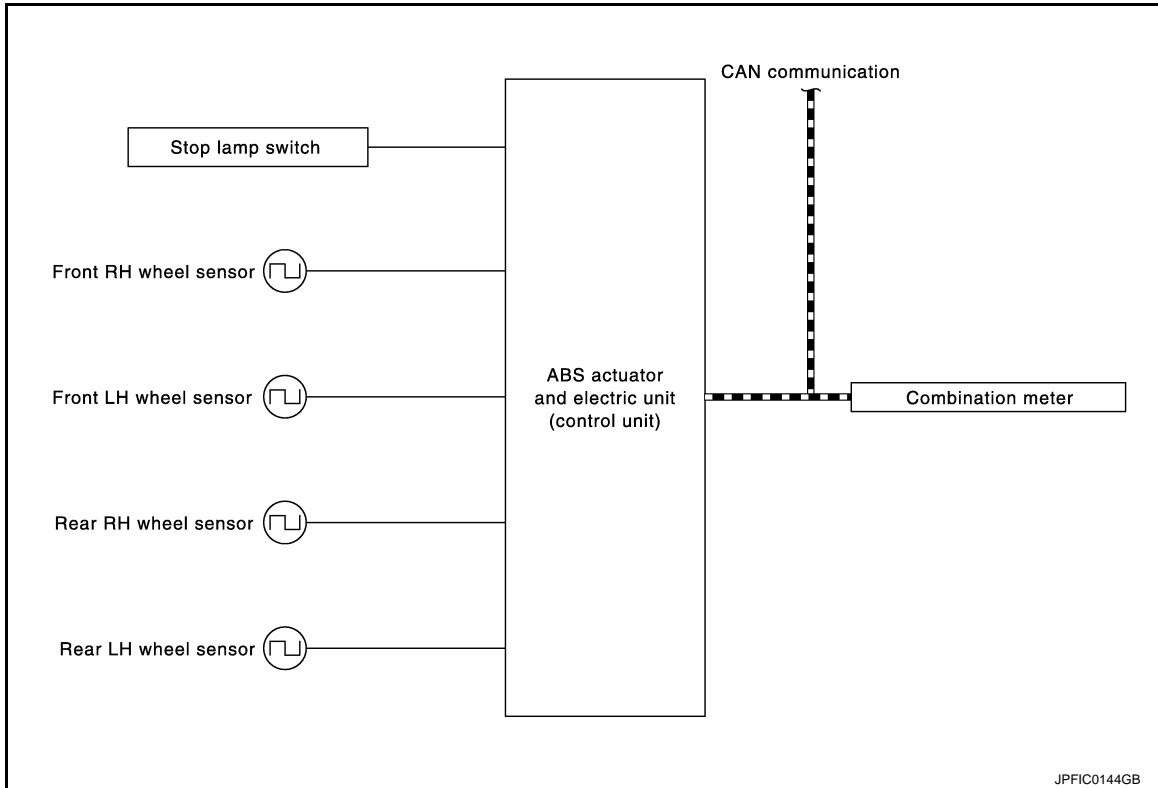 CAN communication
Stop lamp switch
Front RH wheel sensor
Front LH wheel sensor
ABS actuator
and electric unit
(control unit)
Combination meter
Rear RH wheel sensor
Rear LH wheel sensor
JPFIC0144GB